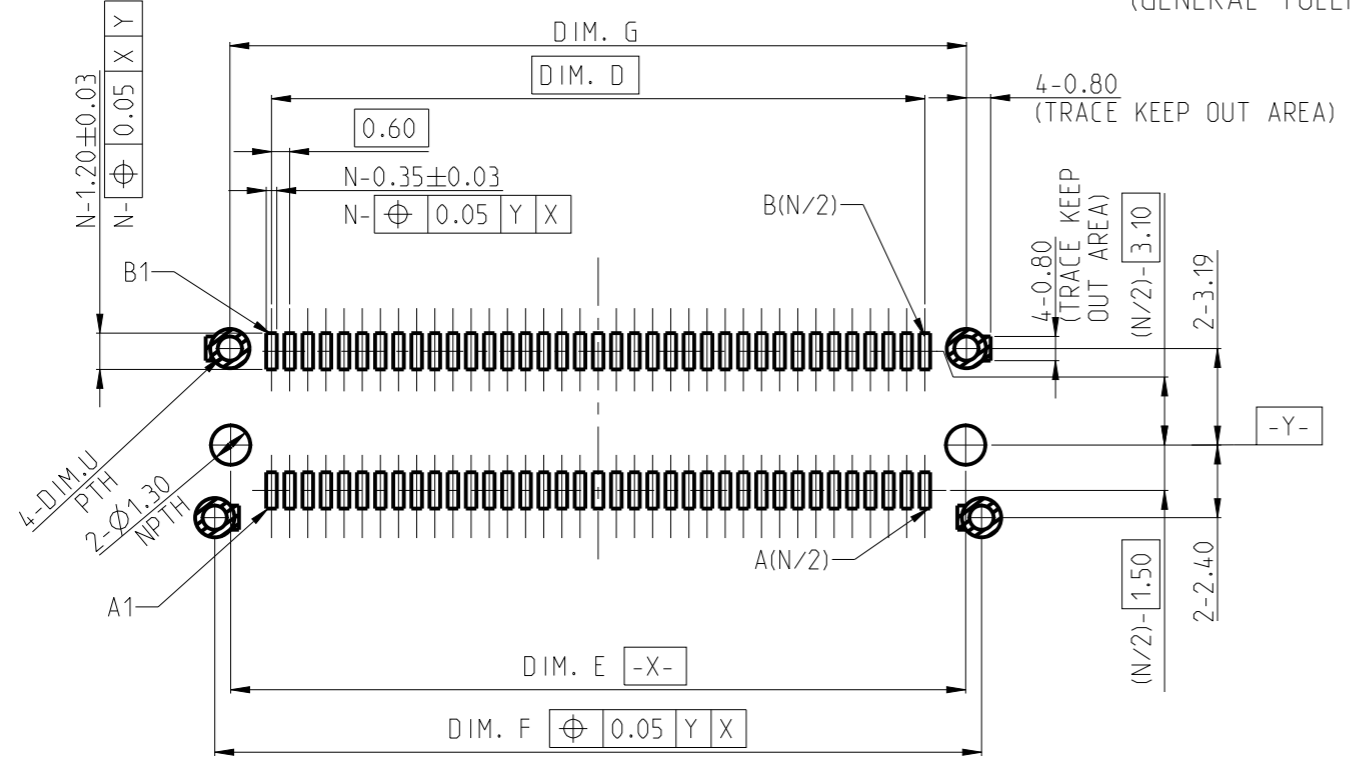 (GENERAL
DIM. G
DIM. D
4-0.80
(TRACE KEEP OUT AREA)
0.60
N-1.20±0.03
N-⌖ 0.05 X Y
N-0.35±0.03
N-⌖ 0.05 Y X
B(N/2)
B1
4-0.80
(TRACE KEEP
OUT AREA)
(N/2)-3.10
2-3.19
-Y-
4-DIM.U
PTH
2-Ø1.30
NPTH
A1
A(N/2)
(N/2)-1.50
2-2.40
DIM. E -X-
DIM. F ⌖ 0.05 Y X